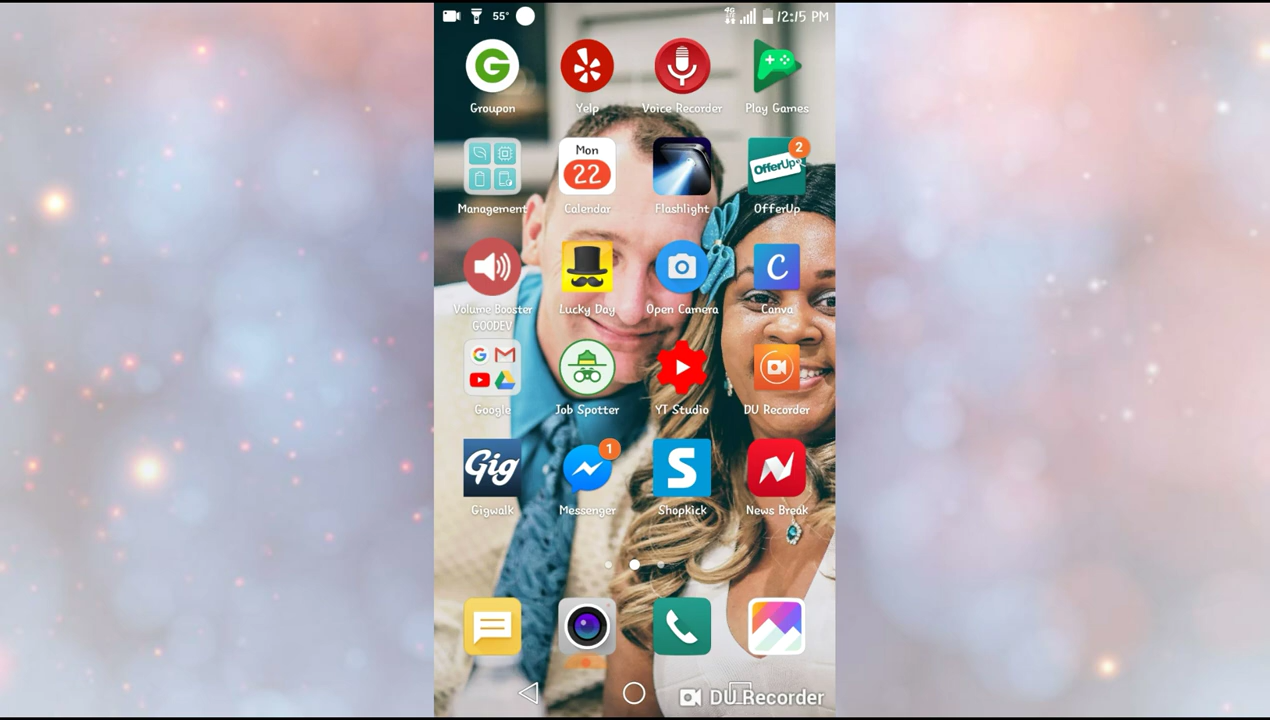 55° 4G 12:15 PM
Groupon Yelp Voice Recorder Play Games
Mon
22
OfferUp 2
Management Calendar Flashlight OfferUp
C
Volume Booster GOODEV Lucky Day Open Camera Canva
Google Job Spotter YT Studio DU Recorder
Gig 1 S N
Gigwalk Messenger Shopkick News Break
DU Recorder